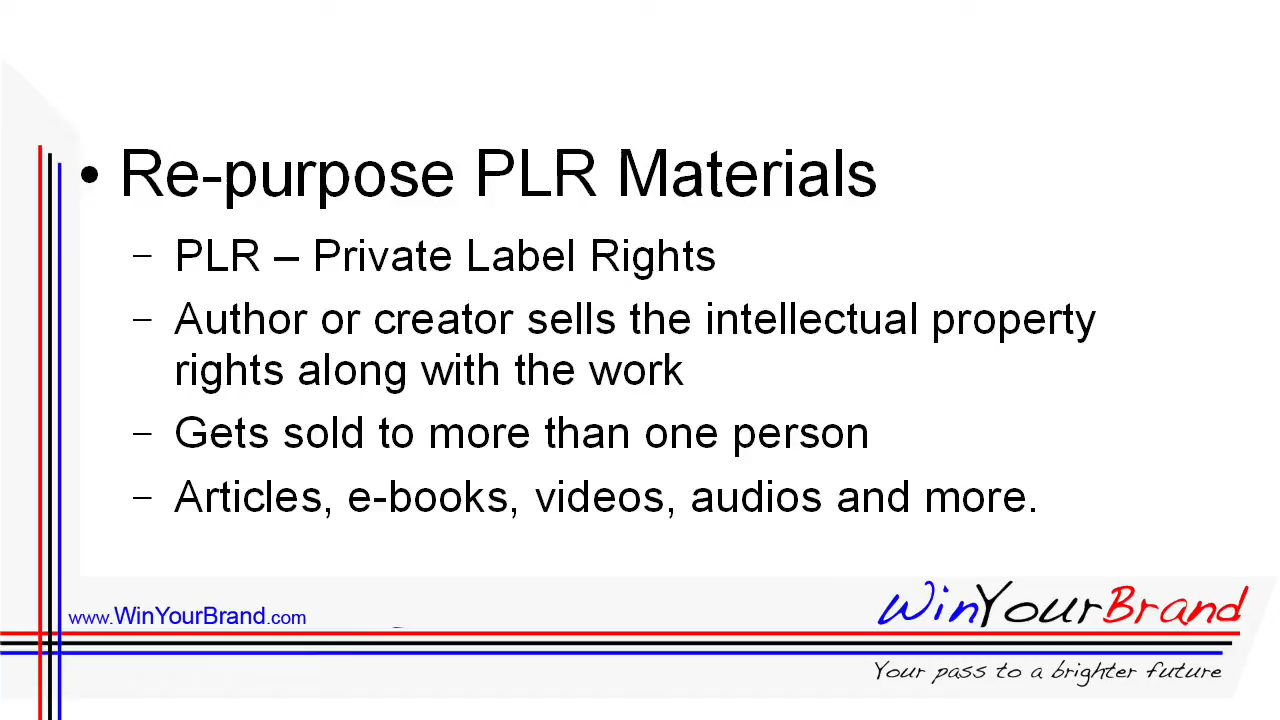 • Re-purpose PLR Materials
– PLR – Private Label Rights
– Author or creator sells the intellectual property
rights along with the work
– Gets sold to more than one person
– Articles, e-books, videos, audios and more.
www.WinYourBrand.com
WinYourBrand
Your pass to a brighter future